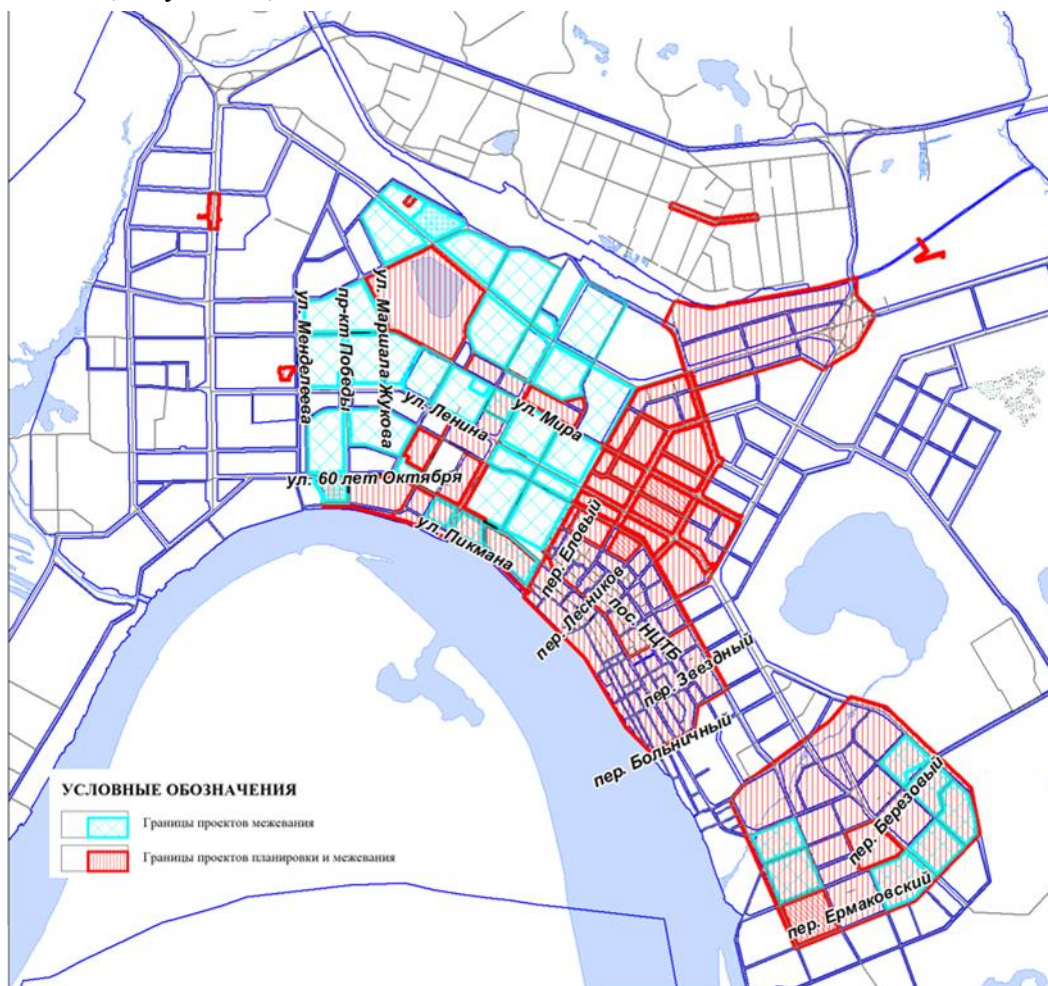 ул. Менделеева
пр-кт Победы
ул. Маршала Жукова
ул. Ленина
ул. Мира
ул. 60 лет Октября
ул. Пикмана
пер. Еловый
пер. Лесников
пос. НЦТБ
пер. Звездный
пер. Больничный
пер. Березовый
пер. Ермаковский
УСЛОВНЫЕ ОБОЗНАЧЕНИЯ
Границы проектов межевания
Границы проектов планировки и межевания